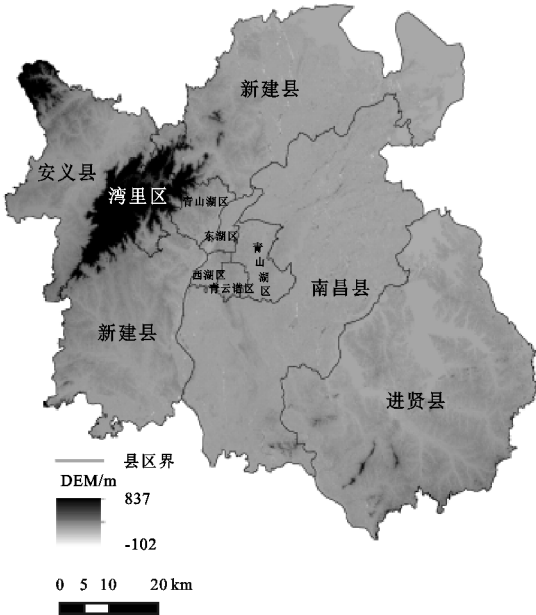 新建县
安义县
湾里区
青山湖区
东湖区
青山湖区
西湖区
青云谱区
南昌县
新建县
进贤县
县区界
DEM/m
837
-102
0 5 10 20 km